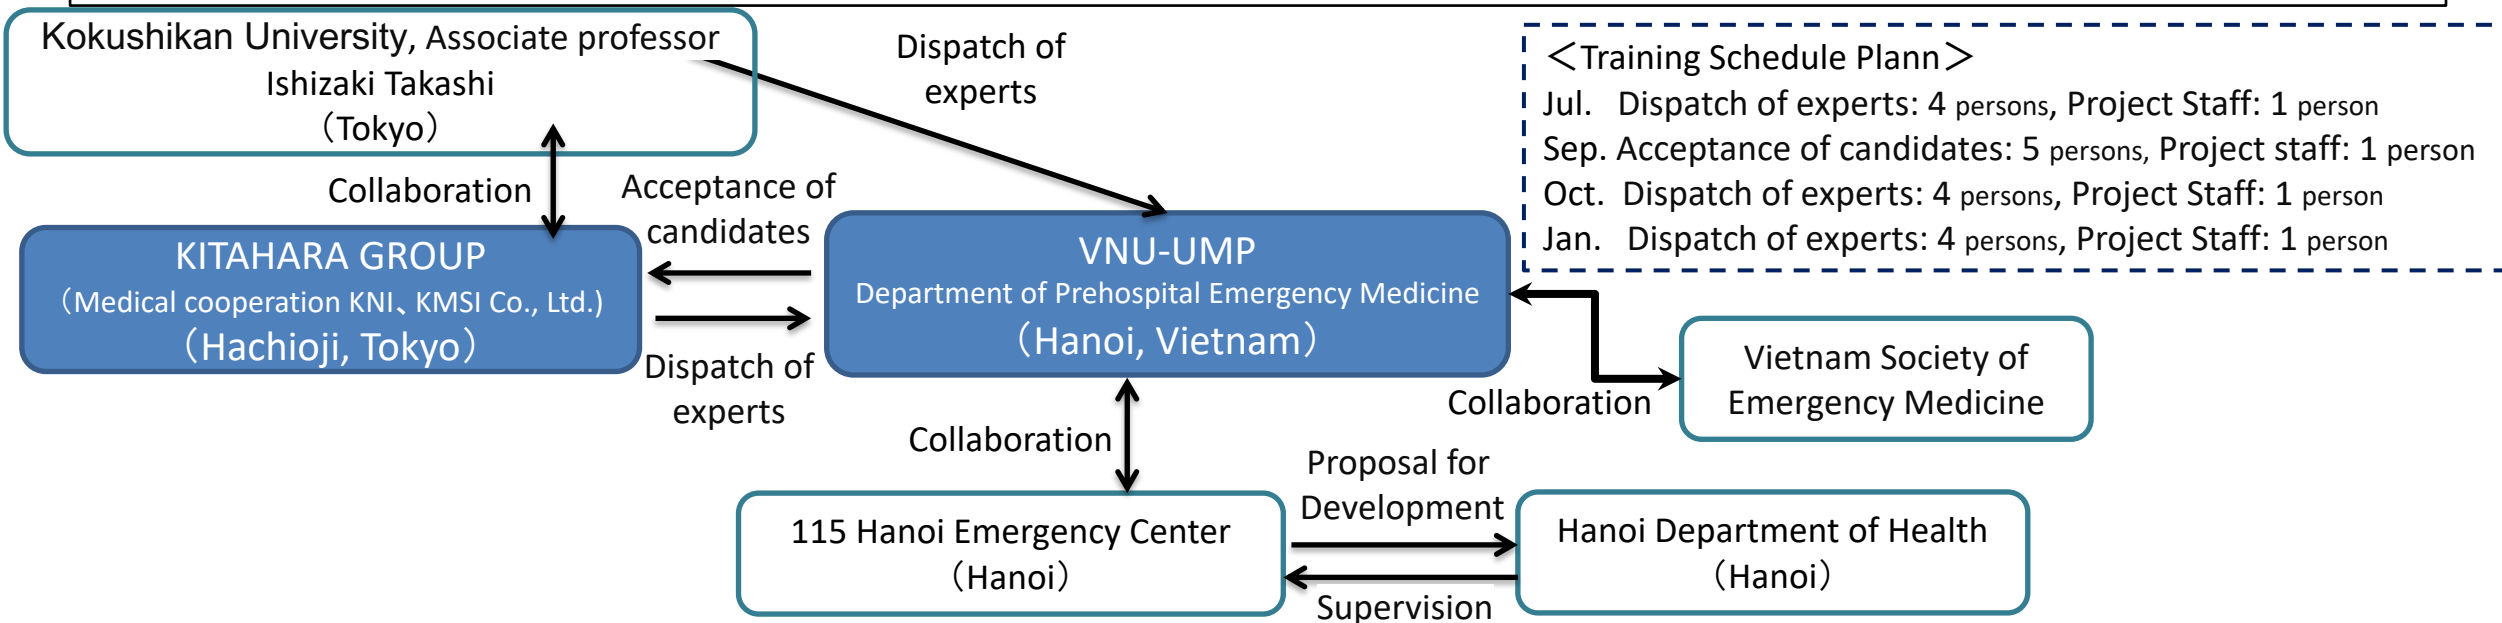 Kokushikan University, Associate professor
Ishizaki Takashi
（Tokyo）
Dispatch of
experts
＜Training Schedule Plann＞
Jul. Dispatch of experts: 4 persons, Project Staff: 1 person
Sep. Acceptance of candidates: 5 persons, Project staff: 1 person
Oct. Dispatch of experts: 4 persons, Project Staff: 1 person
Jan. Dispatch of experts: 4 persons, Project Staff: 1 person
Collaboration
Acceptance of
candidates
KITAHARA GROUP
（Medical cooperation KNI、KMSI Co., Ltd.)
（Hachioji, Tokyo）
VNU-UMP
Department of Prehospital Emergency Medicine
（Hanoi, Vietnam）
Dispatch of
experts
Vietnam Society of
Emergency Medicine
Collaboration
Collaboration
Proposal for
Development
115 Hanoi Emergency Center
（Hanoi）
Hanoi Department of Health
（Hanoi）
Supervision